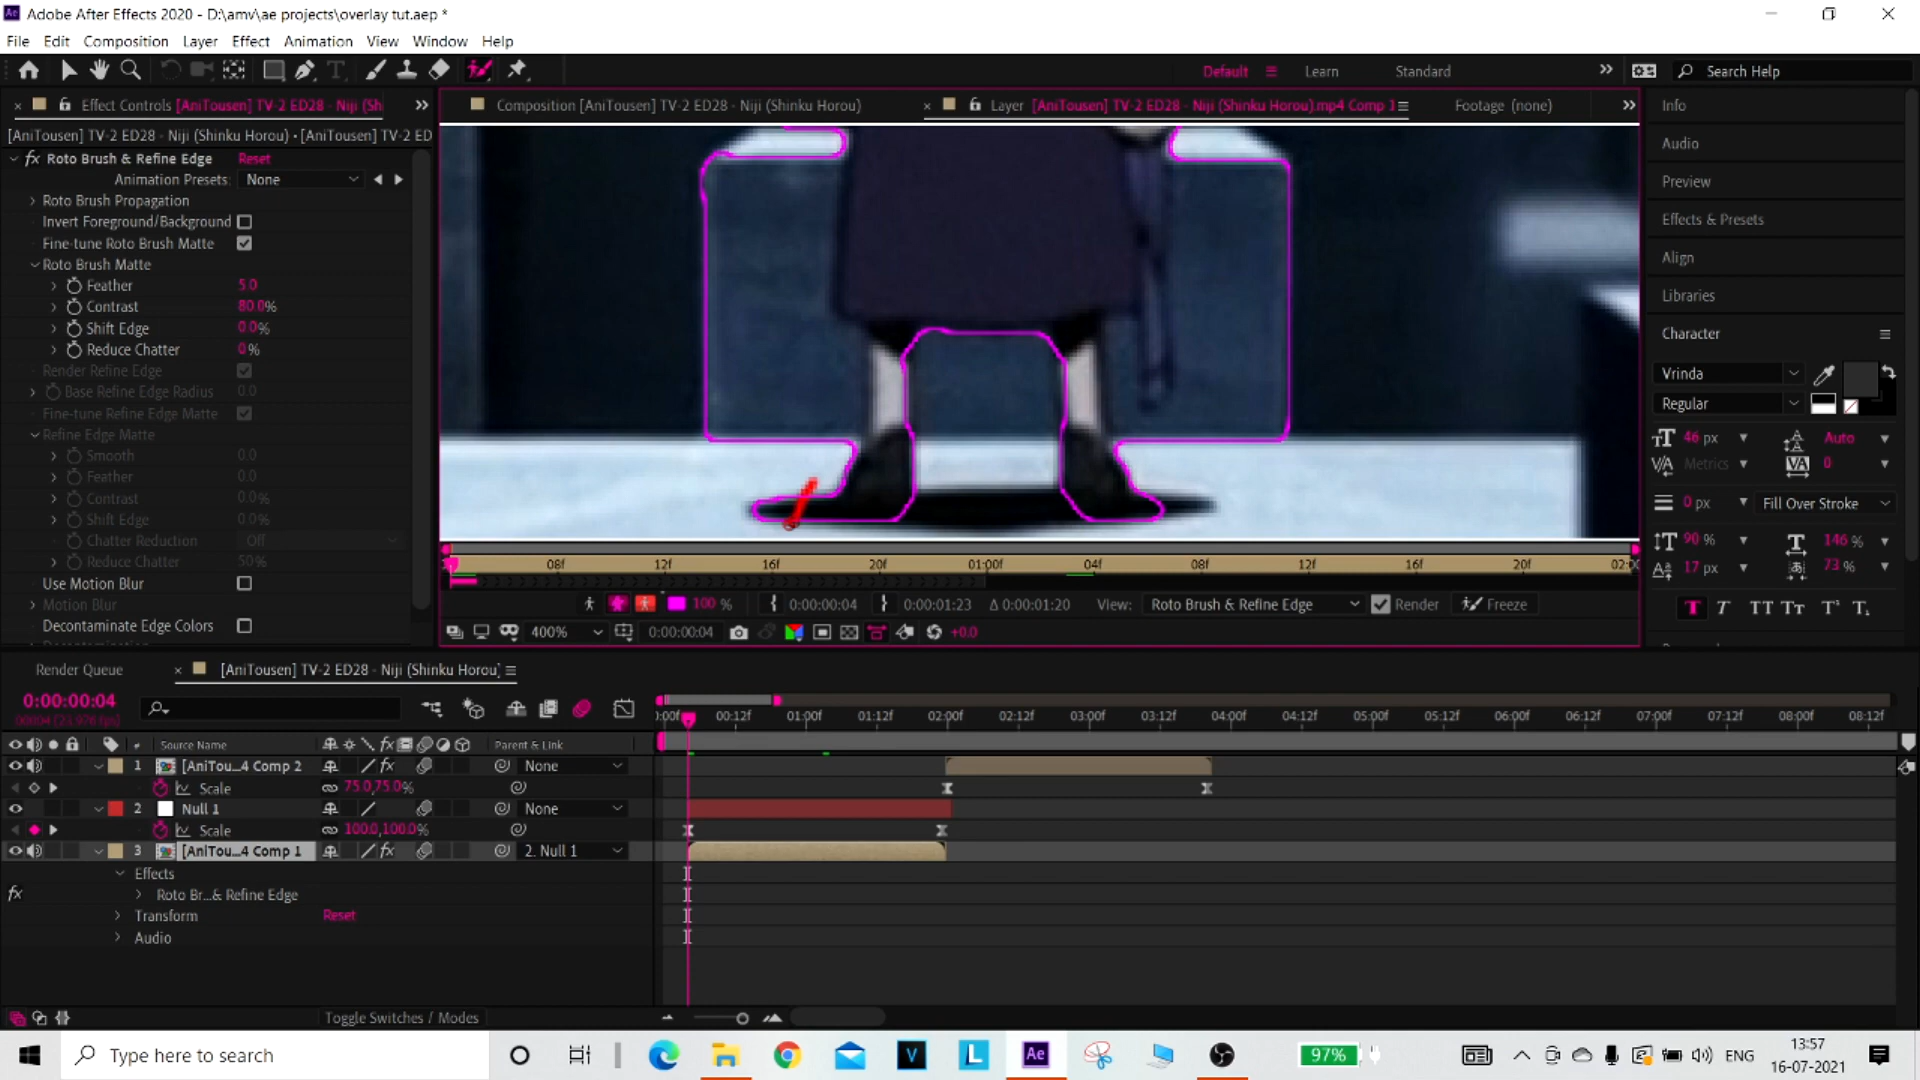 Adobe After Effects 2020 - D:\amv\ae projects\overlay tut.aep *
File Edit Composition Layer Effect Animation View Window Help
Default Learn Standard Search Help
Effect Controls [AniTousen] TV-2 ED28 - Niji (Sh
Composition [AniTousen] TV-2 ED28 - Niji (Shinku Horou)
Layer [AniTousen] TV-2 ED28 - Niji (Shinku Horou).mp4 Comp 1
Footage (none)
[AniTousen] TV-2 ED28 - Niji (Shinku Horou) • [AniTousen] TV-2 ED
fx Roto Brush & Refine Edge Reset
Animation Presets: None
Roto Brush Propagation
Invert Foreground/Background
Fine-tune Roto Brush Matte
Roto Brush Matte
Feather 5.0
Contrast 80.0%
Shift Edge 0.0%
Reduce Chatter 0%
Render Refine Edge
Base Refine Edge Radius 0.0
Fine-tune Refine Edge Matte
Refine Edge Matte
Smooth 0.0
Feather 0.0
Contrast 0.0%
Shift Edge 0.0%
Chatter Reduction Off
Reduce Chatter 50%
Use Motion Blur
Motion Blur
Decontaminate Edge Colors
08f 12f 16f 20f 01:00f 04f 08f 12f 16f 20f 02:0
100 % 0:00:00:04 0:00:01:23 Δ 0:00:01:20 View: Roto Brush & Refine Edge Render Freeze
400% 0:00:00:04 +0.0
Info
Audio
Preview
Effects & Presets
Align
Libraries
Character
Vrinda
Regular
46 px Auto
Metrics 0
0 px Fill Over Stroke
90 % 146 %
17 px 73 %
T T TT Tт T¹ T₁
Render Queue [AniTousen] TV-2 ED28 - Niji (Shinku Horou)
0:00:00:04
00004 (23.976 fps)
:00f 00:12f 01:00f 01:12f 02:00f 02:12f 03:00f 03:12f 04:00f 04:12f 05:00f 05:12f 06:00f 06:12f 07:00f 07:12f 08:00f 08:12f
# Source Name Parent & Link
1 [AniTou...4 Comp 2 None
Scale 75.0,75.0%
2 Null 1 None
Scale 100.0,100.0%
3 [AniTou...4 Comp 1 2. Null 1
Effects
fx Roto Br...& Refine Edge
Transform Reset
Audio
Toggle Switches / Modes
Type here to search
V L Ae 97% ENG
13:57
16-07-2021